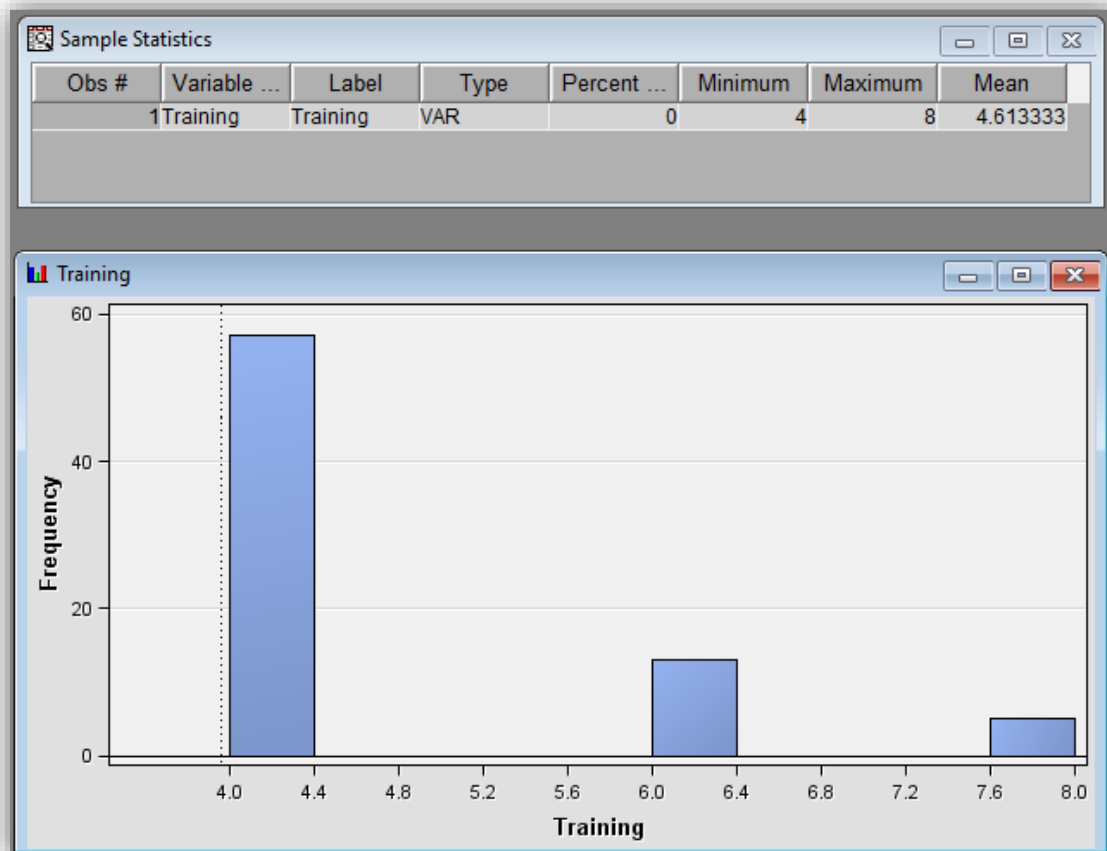 Sample Statistics
Obs # Variable ... Label Type Percent ... Minimum Maximum Mean
1 Training Training VAR 0 4 8 4.613333
Training
60
40
20
0
Frequency
4.0 4.4 4.8 5.2 5.6 6.0 6.4 6.8 7.2 7.6 8.0
Training